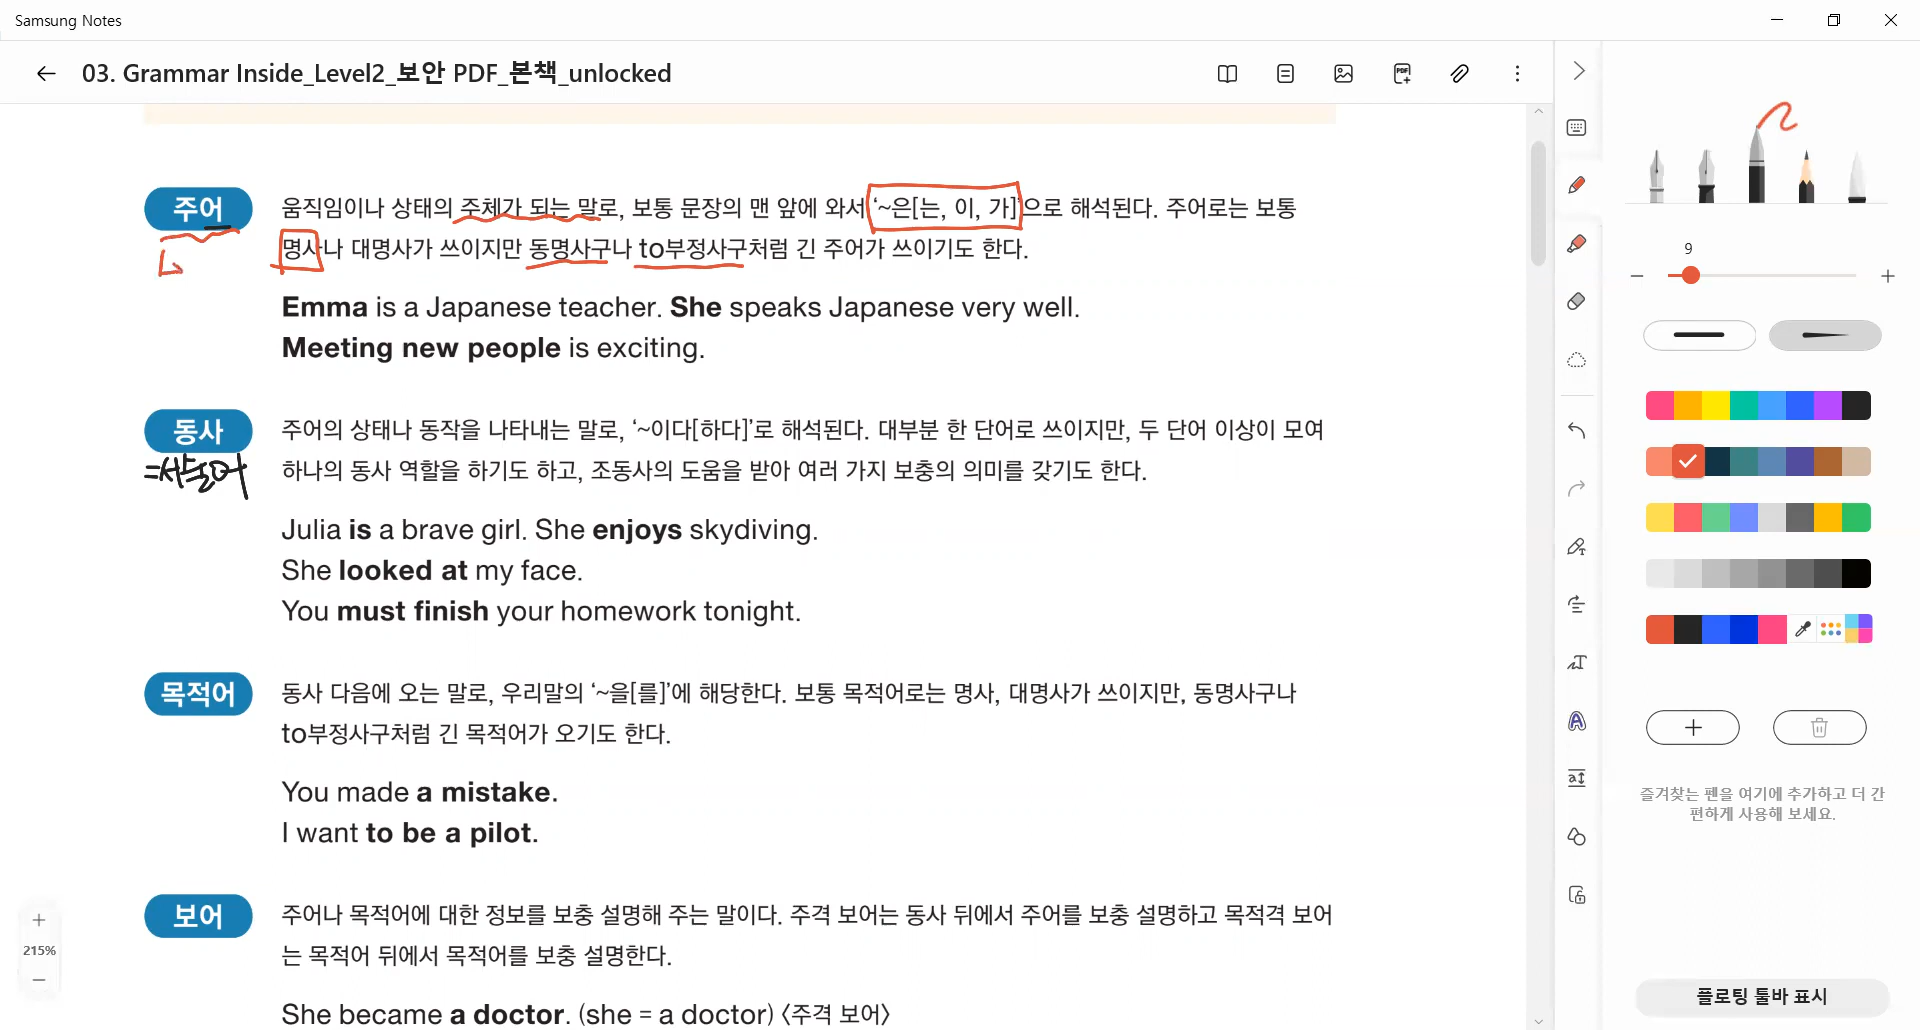 Samsung Notes
03. Grammar Inside_Level2_보안 PDF_본책_unlocked
주어
움직임이나 상태의 주체가 되는 말로, 보통 문장의 맨 앞에 와서 ‘~은[는, 이, 가]’으로 해석된다. 주어로는 보통
명사나 대명사가 쓰이지만 동명사구나 to부정사구처럼 긴 주어가 쓰이기도 한다.
Emma is a Japanese teacher. She speaks Japanese very well.
Meeting new people is exciting.
동사
주어의 상태나 동작을 나타내는 말로, ‘~이다[하다]’로 해석된다. 대부분 한 단어로 쓰이지만, 두 단어 이상이 모여
하나의 동사 역할을 하기도 하고, 조동사의 도움을 받아 여러 가지 보충의 의미를 갖기도 한다.
Julia is a brave girl. She enjoys skydiving.
She looked at my face.
You must finish your homework tonight.
목적어
동사 다음에 오는 말로, 우리말의 ‘~을[를]’에 해당한다. 보통 목적어로는 명사, 대명사가 쓰이지만, 동명사구나
to부정사구처럼 긴 목적어가 오기도 한다.
You made a mistake.
I want to be a pilot.
보어
주어나 목적어에 대한 정보를 보충 설명해 주는 말이다. 주격 보어는 동사 뒤에서 주어를 보충 설명하고 목적격 보어
는 목적어 뒤에서 목적어를 보충 설명한다.
She became a doctor. (she = a doctor) 〈주격 보어〉
215%
PDF
9
즐겨찾는 펜을 여기에 추가하고 더 간
편하게 사용해 보세요.
플로팅 툴바 표시